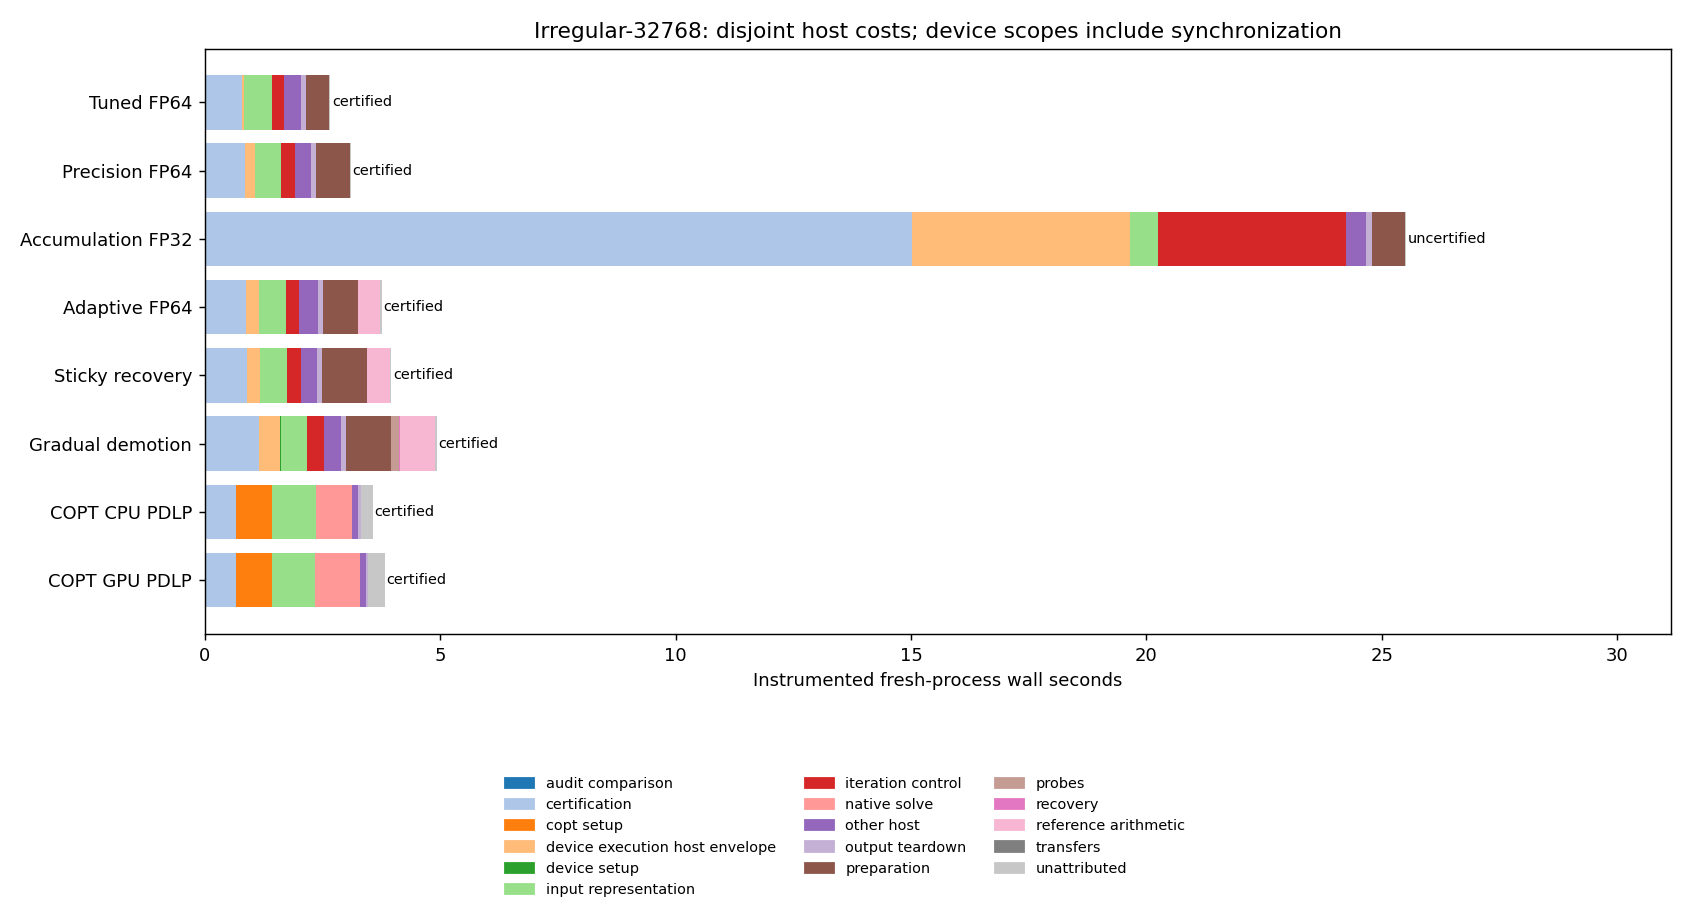 Irregular-32768: disjoint host costs; device scopes include synchronization
Tuned FP64
certified
Precision FP64
certified
Accumulation FP32
uncertified
Adaptive FP64
certified
Sticky recovery
certified
Gradual demotion
certified
COPT CPU PDLP
certified
COPT GPU PDLP
certified
0 5 10 15 20 25 30
Instrumented fresh-process wall seconds
audit comparison
certification
copt setup
device execution host envelope
device setup
input representation
iteration control
native solve
other host
output teardown
preparation
probes
recovery
reference arithmetic
transfers
unattributed